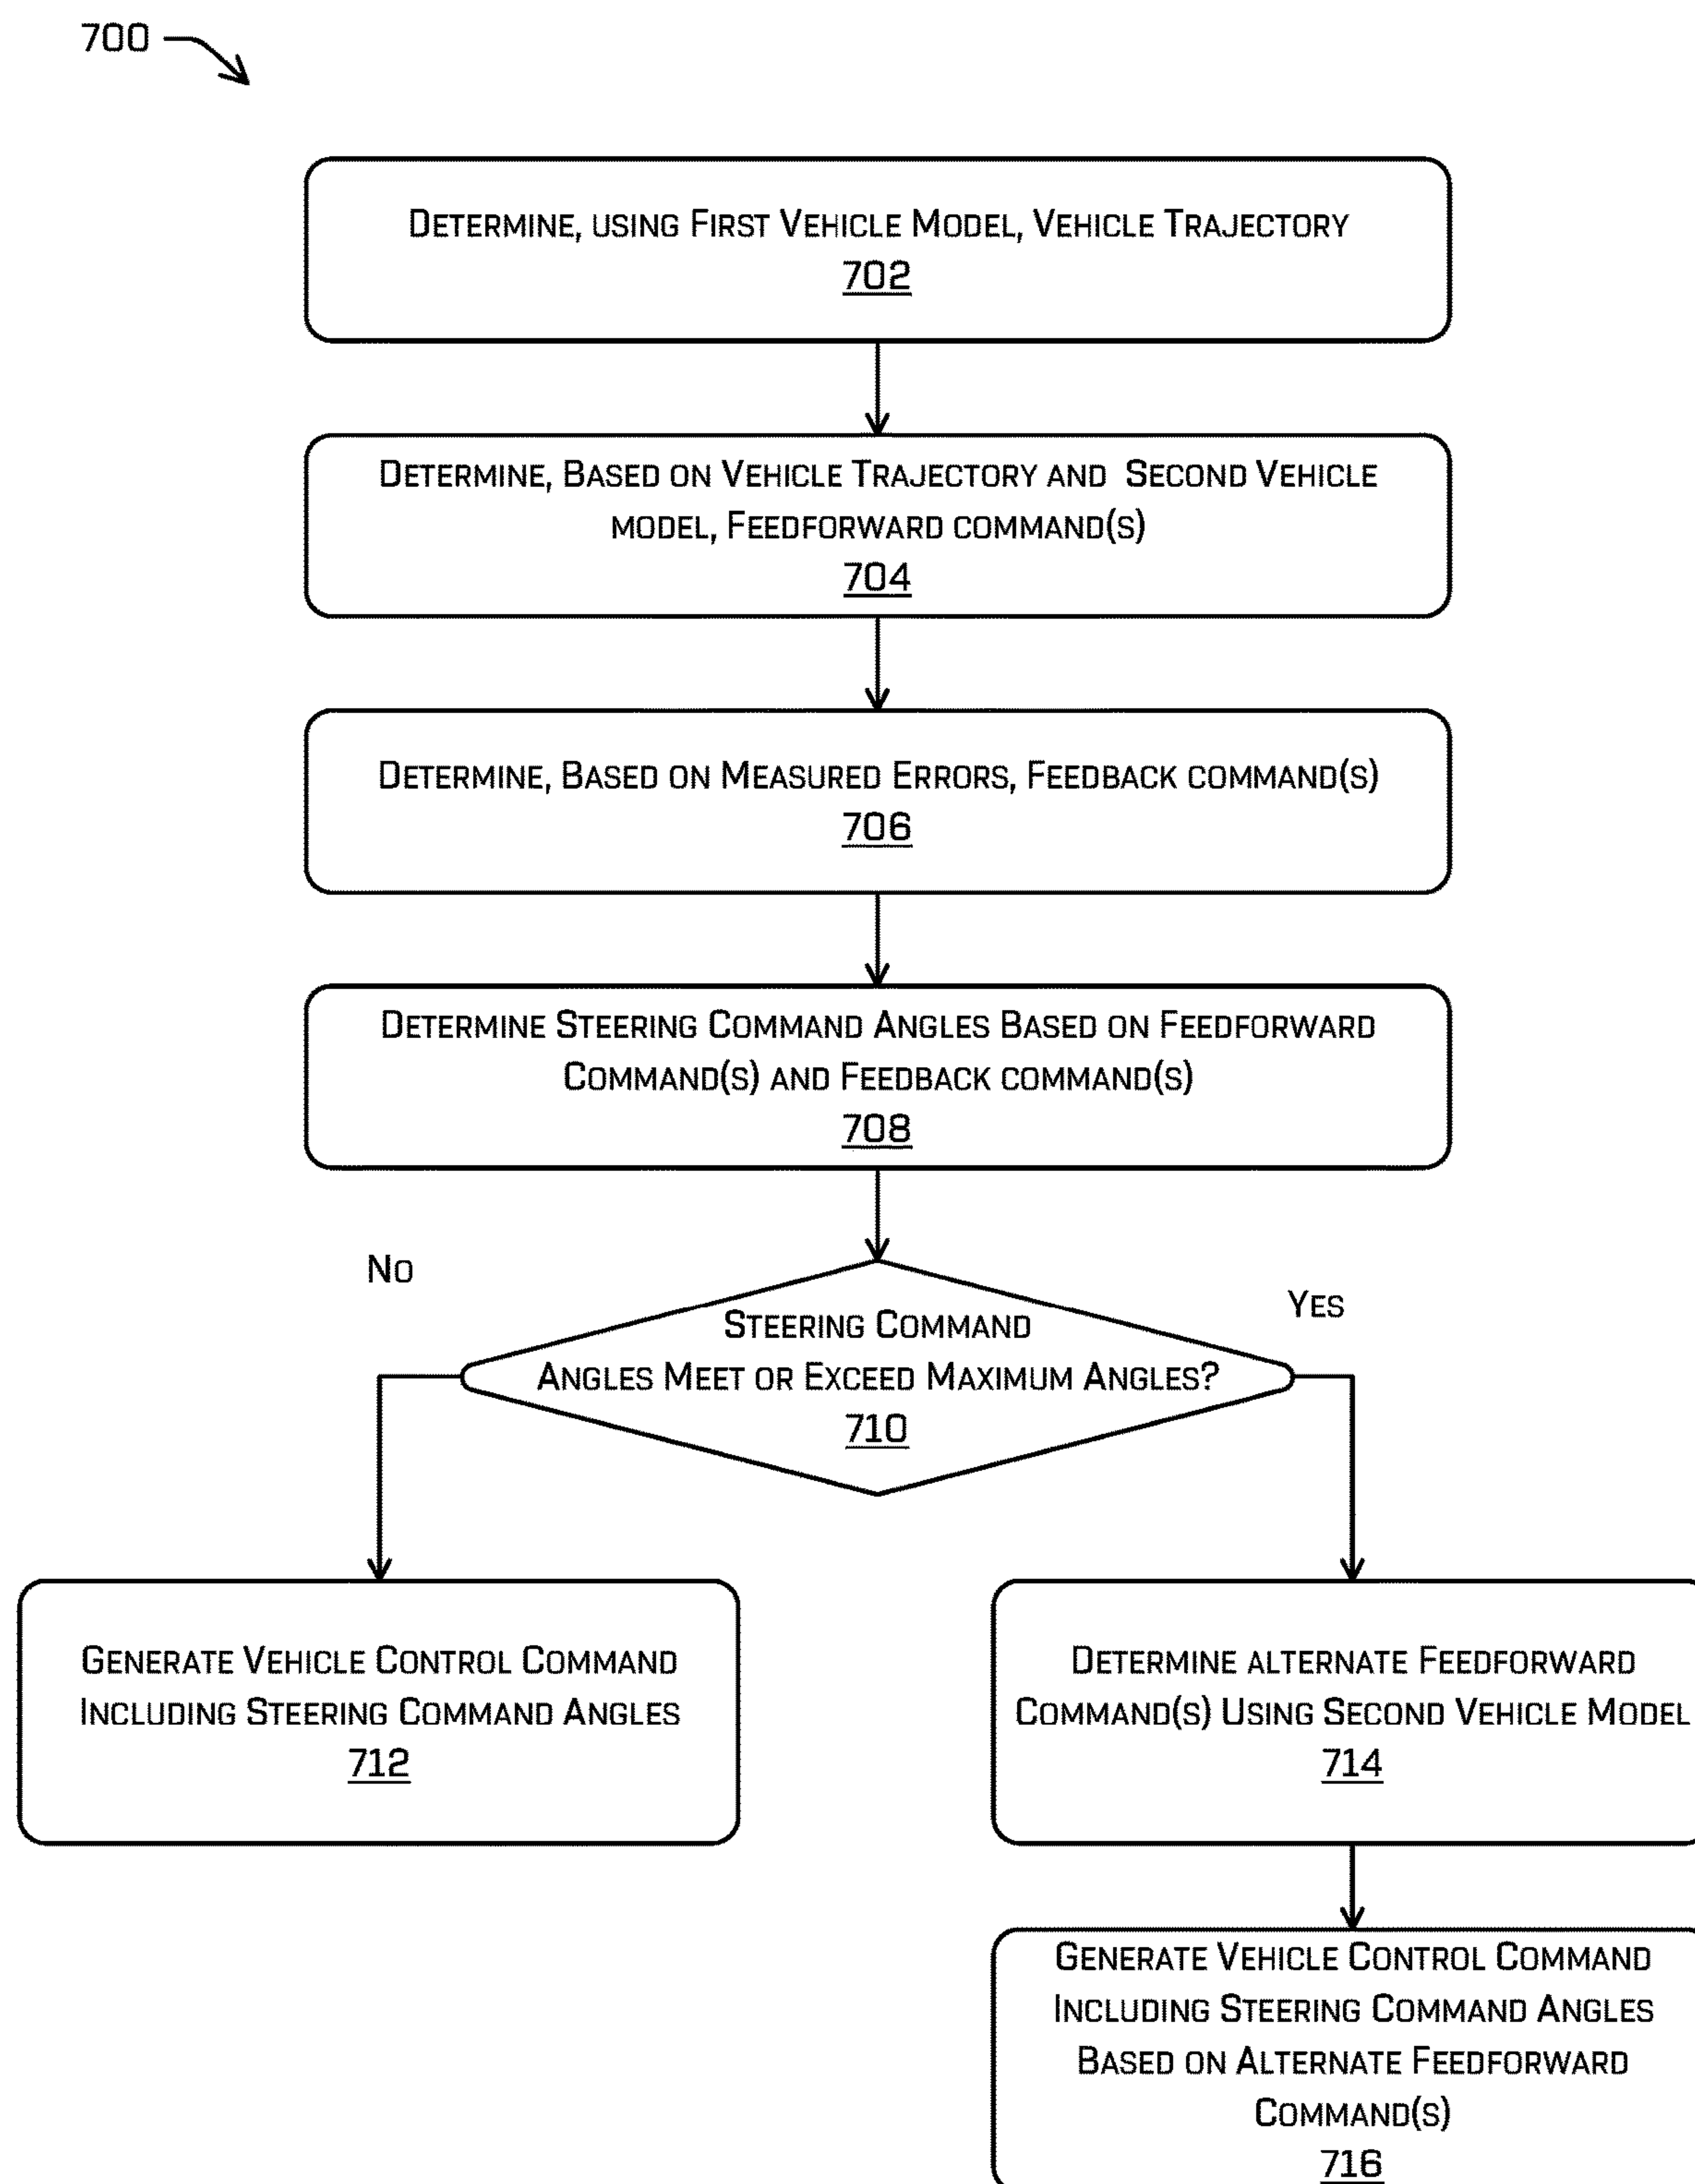 700
DETERMINE, USING FIRST VEHICLE MODEL, VEHICLE TRAJECTORY
702
DETERMINE, BASED ON VEHICLE TRAJECTORY AND SECOND VEHICLE
MODEL, FEEDFORWARD COMMAND(S)
704
DETERMINE, BASED ON MEASURED ERRORS, FEEDBACK COMMAND(S)
706
DETERMINE STEERING COMMAND ANGLES BASED ON FEEDFORWARD
COMMAND(S) AND FEEDBACK COMMAND(S)
708
NO
YES
STEERING COMMAND
ANGLES MEET OR EXCEED MAXIMUM ANGLES?
710
GENERATE VEHICLE CONTROL COMMAND
INCLUDING STEERING COMMAND ANGLES
712
DETERMINE ALTERNATE FEEDFORWARD
COMMAND(S) USING SECOND VEHICLE MODEL
714
GENERATE VEHICLE CONTROL COMMAND
INCLUDING STEERING COMMAND ANGLES
BASED ON ALTERNATE FEEDFORWARD
COMMAND(S)
716